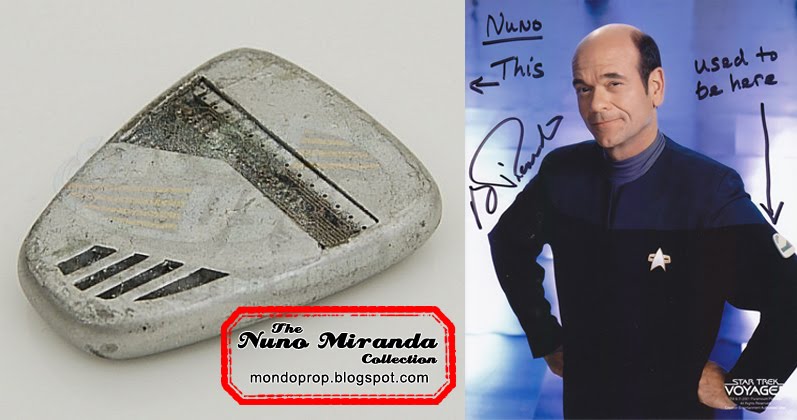 The
Nuno Miranda
Collection
mondoprop.blogspot.com
Nuno
← This
used to
be here
STAR TREK
VOYAGER